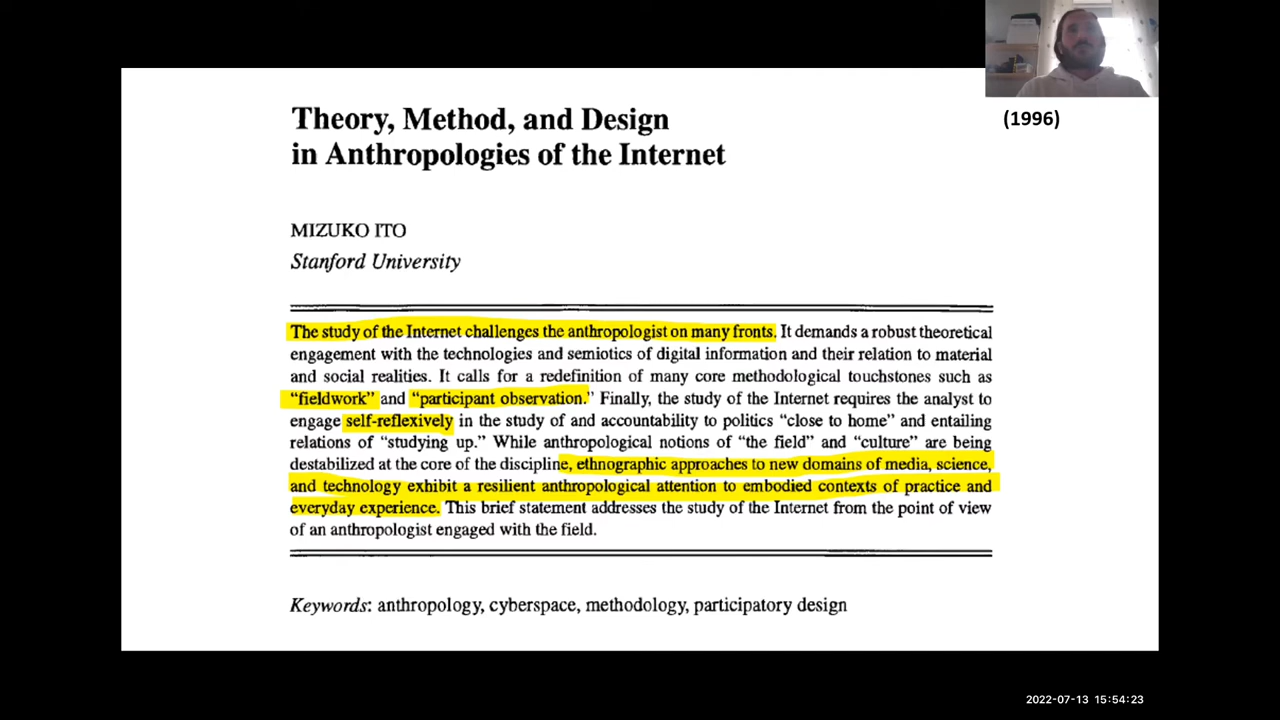 Theory, Method, and Design
in Anthropologies of the Internet
(1996)
MIZUKO ITO
Stanford University
The study of the Internet challenges the anthropologist on many fronts. It demands a robust theoretical
engagement with the technologies and semiotics of digital information and their relation to material
and social realities. It calls for a redefinition of many core methodological touchstones such as
“fieldwork” and “participant observation.” Finally, the study of the Internet requires the analyst to
engage self-reflexively in the study of and accountability to politics “close to home” and entailing
relations of “studying up.” While anthropological notions of “the field” and “culture” are being
destabilized at the core of the discipline, ethnographic approaches to new domains of media, science,
and technology exhibit a resilient anthropological attention to embodied contexts of practice and
everyday experience. This brief statement addresses the study of the Internet from the point of view
of an anthropologist engaged with the field.
Keywords: anthropology, cyberspace, methodology, participatory design
2022-07-13 15:54:23